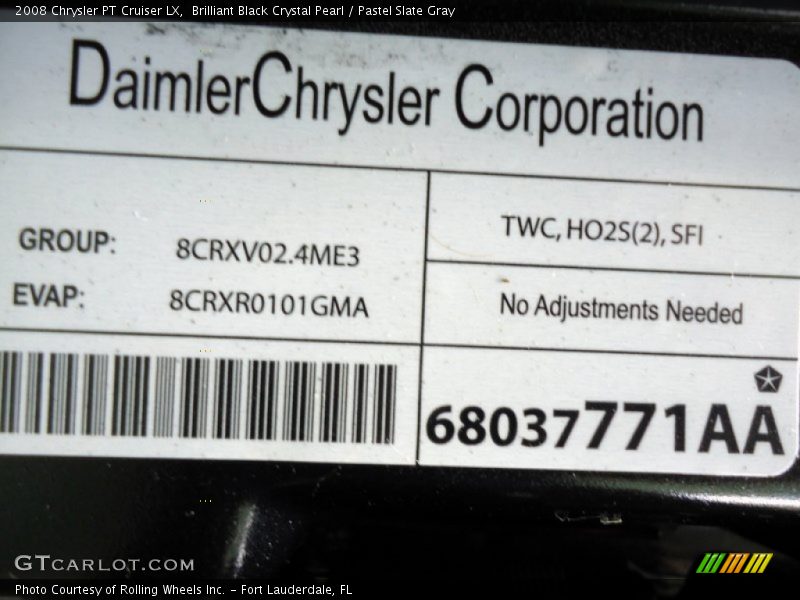 2008 Chrysler PT Cruiser LX, Brilliant Black Crystal Pearl / Pastel Slate Gray
DaimlerChrysler Corporation
GROUP: 8CRXV02.4ME3
EVAP: 8CRXR0101GMA
TWC, HO2S(2), SFI
No Adjustments Needed
68037771AA
GTCARLOT.COM
Photo Courtesy of Rolling Wheels Inc. – Fort Lauderdale, FL